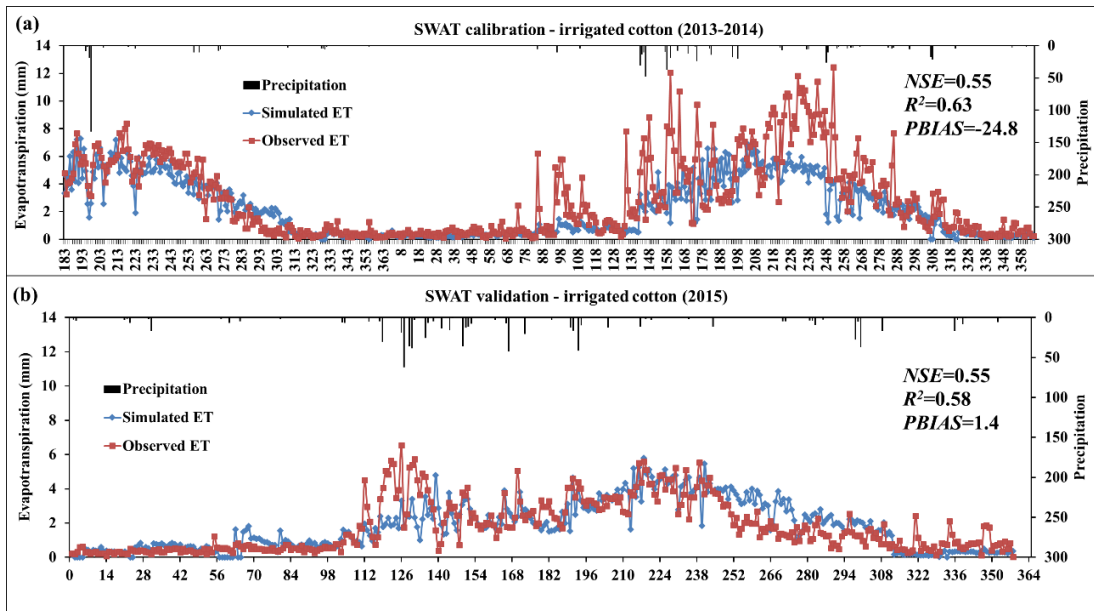 (a)
SWAT calibration - irrigated cotton (2013-2014)
14
12
10
8
6
4
2
0
Evapotranspiration (mm)
0
50
100
150
200
250
300
Precipitation
Precipitation
Simulated ET
Observed ET
NSE=0.55
R²=0.63
PBIAS=-24.8
183 193 203 213 223 233 243 253 263 273 283 293 303 313 323 333 343 353 363 8 18 28 38 48 58 68 78 88 98 108 118 128 138 148 158 168 178 188 198 208 218 228 238 248 258 268 278 288 298 308 318 328 338 348 358
(b)
SWAT validation - irrigated cotton (2015)
14
12
10
8
6
4
2
0
Evapotranspiration (mm)
0
50
100
150
200
250
300
Precipitation
Precipitation
Simulated ET
Observed ET
NSE=0.55
R²=0.58
PBIAS=1.4
0 14 28 42 56 70 84 98 112 126 140 154 168 182 196 210 224 238 252 266 280 294 308 322 336 350 364